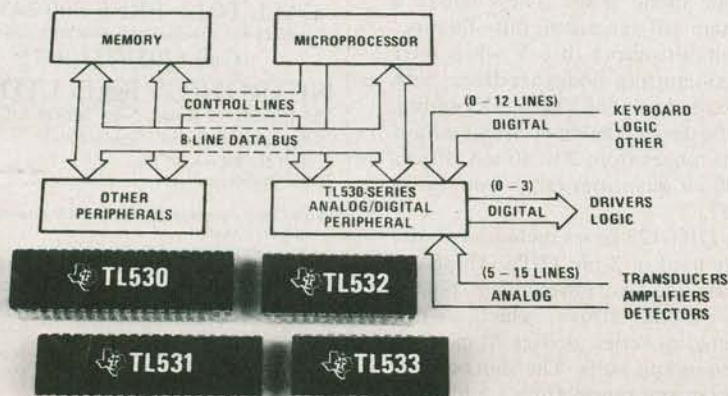 MEMORY
MICROPROCESSOR
CONTROL LINES
8-LINE DATA BUS
(0 – 12 LINES)
DIGITAL
KEYBOARD
LOGIC
OTHER
OTHER
PERIPHERALS
TL530-SERIES
ANALOG/DIGITAL
PERIPHERAL
(0 – 3)
DIGITAL
DRIVERS
LOGIC
(5 – 15 LINES)
ANALOG
TRANSDUCERS
AMPLIFIERS
DETECTORS
TL530
TL532
TL531
TL533